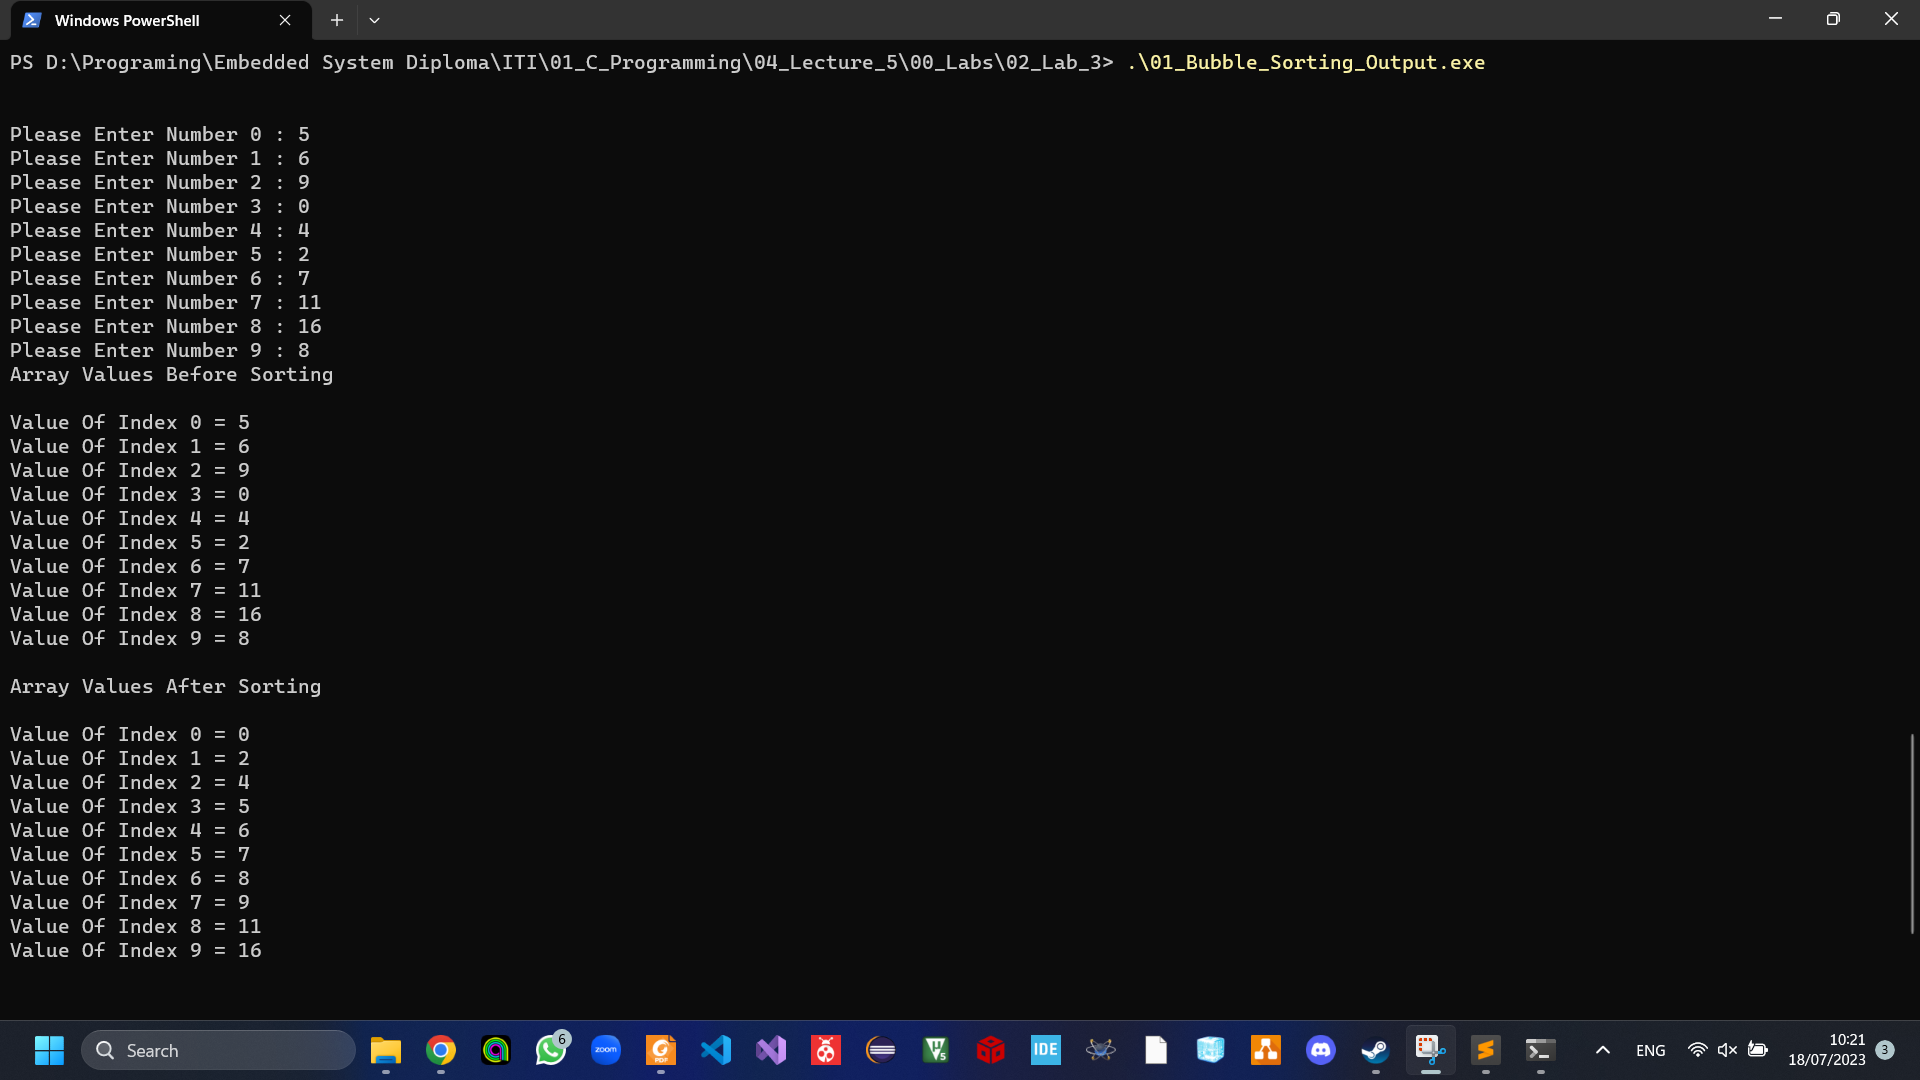 Windows PowerShell
PS D:\Programing\Embedded System Diploma\ITI\01_C_Programming\04_Lecture_5\00_Labs\02_Lab_3> .\01_Bubble_Sorting_Output.exe
Please Enter Number 0 : 5
Please Enter Number 1 : 6
Please Enter Number 2 : 9
Please Enter Number 3 : 0
Please Enter Number 4 : 4
Please Enter Number 5 : 2
Please Enter Number 6 : 7
Please Enter Number 7 : 11
Please Enter Number 8 : 16
Please Enter Number 9 : 8
Array Values Before Sorting
Value Of Index 0 = 5
Value Of Index 1 = 6
Value Of Index 2 = 9
Value Of Index 3 = 0
Value Of Index 4 = 4
Value Of Index 5 = 2
Value Of Index 6 = 7
Value Of Index 7 = 11
Value Of Index 8 = 16
Value Of Index 9 = 8
Array Values After Sorting
Value Of Index 0 = 0
Value Of Index 1 = 2
Value Of Index 2 = 4
Value Of Index 3 = 5
Value Of Index 4 = 6
Value Of Index 5 = 7
Value Of Index 6 = 8
Value Of Index 7 = 9
Value Of Index 8 = 11
Value Of Index 9 = 16
Search
6
zoom
PDF
5
IDE
ENG
10:21
18/07/2023
3